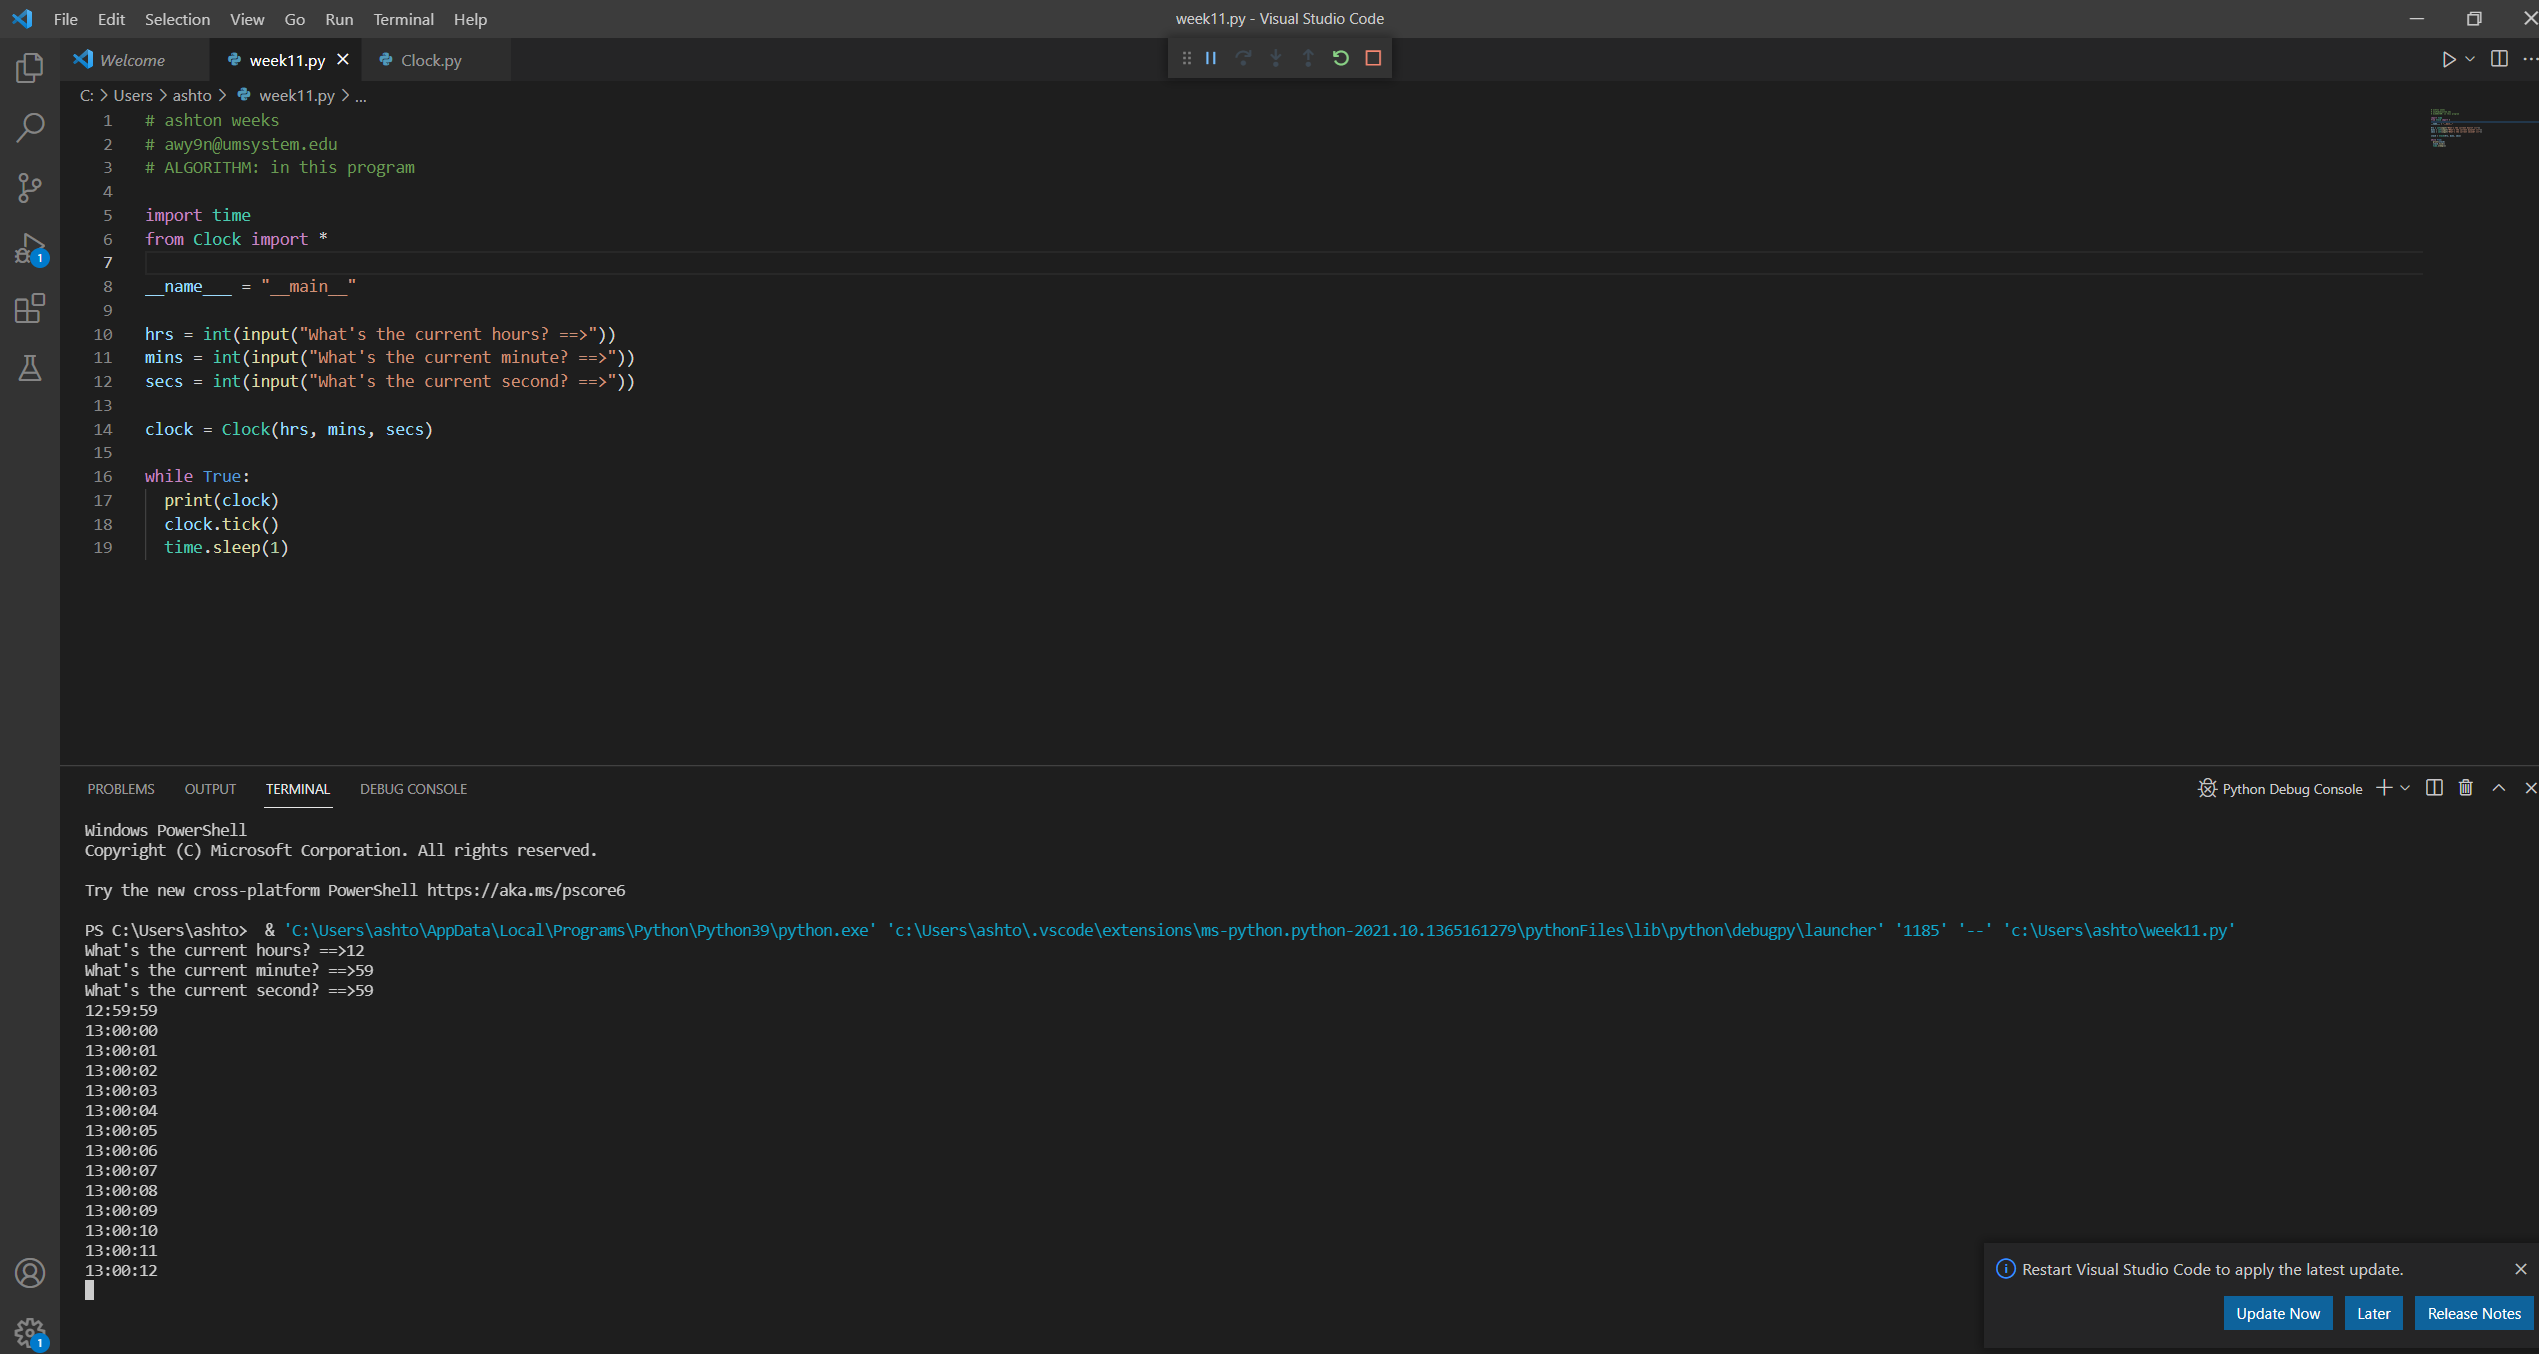 File Edit Selection View Go Run Terminal Help
week11.py - Visual Studio Code
Welcome
week11.py
Clock.py
C: > Users > ashto > week11.py > ...
1 # ashton weeks
2 # awy9n@umsystem.edu
3 # ALGORITHM: in this program
4
5 import time
6 from Clock import *
7
8 __name___ = "__main__"
9
10 hrs = int(input("What's the current hours? ==>"))
11 mins = int(input("What's the current minute? ==>"))
12 secs = int(input("What's the current second? ==>"))
13
14 clock = Clock(hrs, mins, secs)
15
16 while True:
17 print(clock)
18 clock.tick()
19 time.sleep(1)
1
PROBLEMS OUTPUT TERMINAL DEBUG CONSOLE
Python Debug Console
Windows PowerShell
Copyright (C) Microsoft Corporation. All rights reserved.
Try the new cross-platform PowerShell https://aka.ms/pscore6
PS C:\Users\ashto>  & 'C:\Users\ashto\AppData\Local\Programs\Python\Python39\python.exe' 'c:\Users\ashto\.vscode\extensions\ms-python.python-2021.10.1365161279\pythonFiles\lib\python\debugpy\launcher' '1185' '--' 'c:\Users\ashto\week11.py'
What's the current hours? ==>12
What's the current minute? ==>59
What's the current second? ==>59
12:59:59
13:00:00
13:00:01
13:00:02
13:00:03
13:00:04
13:00:05
13:00:06
13:00:07
13:00:08
13:00:09
13:00:10
13:00:11
13:00:12
Restart Visual Studio Code to apply the latest update.
Update Now
Later
Release Notes
1